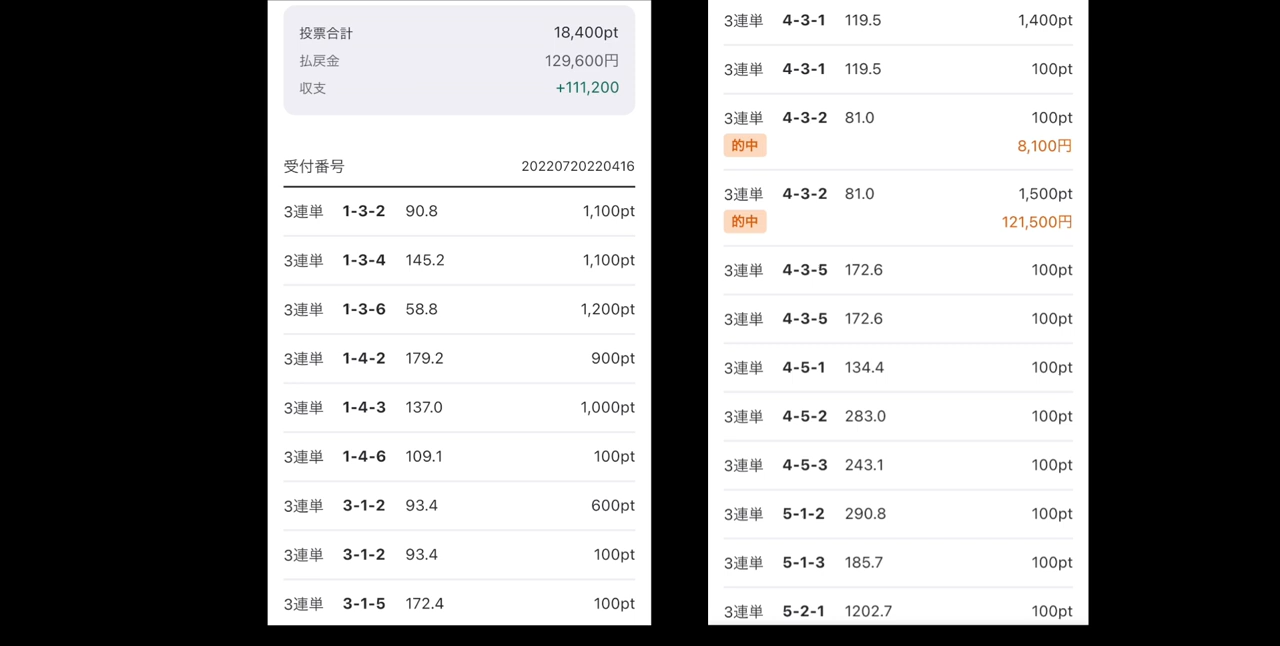 投票合計 18,400pt
払戻金 129,600円
収支 +111,200
受付番号 20220720220416
3連単 1-3-2 90.8 1,100pt
3連単 1-3-4 145.2 1,100pt
3連単 1-3-6 58.8 1,200pt
3連単 1-4-2 179.2 900pt
3連単 1-4-3 137.0 1,000pt
3連単 1-4-6 109.1 100pt
3連単 3-1-2 93.4 600pt
3連単 3-1-2 93.4 100pt
3連単 3-1-5 172.4 100pt
3連単 4-3-1 119.5 1,400pt
3連単 4-3-1 119.5 100pt
3連単 4-3-2 81.0 100pt
的中 8,100円
3連単 4-3-2 81.0 1,500pt
的中 121,500円
3連単 4-3-5 172.6 100pt
3連単 4-3-5 172.6 100pt
3連単 4-5-1 134.4 100pt
3連単 4-5-2 283.0 100pt
3連単 4-5-3 243.1 100pt
3連単 5-1-2 290.8 100pt
3連単 5-1-3 185.7 100pt
3連単 5-2-1 1202.7 100pt